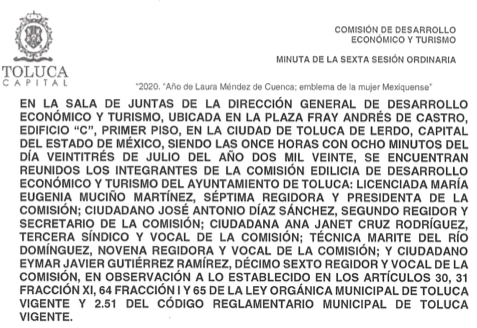 TOLUCA
CAPITAL
COMISIÓN DE DESARROLLO
ECONÓMICO Y TURISMO
MINUTA DE LA SEXTA SESIÓN ORDINARIA
"2020. "Año de Laura Méndez de Cuenca; emblema de la mujer Mexiquense"
EN LA SALA DE JUNTAS DE LA DIRECCIÓN GENERAL DE DESARROLLO
ECONÓMICO Y TURISMO, UBICADA EN LA PLAZA FRAY ANDRÉS DE CASTRO,
EDIFICIO "C", PRIMER PISO, EN LA CIUDAD DE TOLUCA DE LERDO, CAPITAL
DEL ESTADO DE MÉXICO, SIENDO LAS ONCE HORAS CON OCHO MINUTOS DEL
DÍA VEINTITRÉS DE JULIO DEL AÑO DOS MIL VEINTE, SE ENCUENTRAN
REUNIDOS LOS INTEGRANTES DE LA COMISIÓN EDILICIA DE DESARROLLO
ECONÓMICO Y TURISMO DEL AYUNTAMIENTO DE TOLUCA: LICENCIADA MARÍA
EUGENIA MUCIÑO MARTÍNEZ, SÉPTIMA REGIDORA Y PRESIDENTA DE LA
COMISIÓN; CIUDADANO JOSÉ ANTONIO DÍAZ SÁNCHEZ, SEGUNDO REGIDOR Y
SECRETARIO DE LA COMISIÓN; CIUDADANA ANA JANET CRUZ RODRÍGUEZ,
TERCERA SÍNDICO Y VOCAL DE LA COMISIÓN; TÉCNICA MARITE DEL RÍO
DOMÍNGUEZ, NOVENA REGIDORA Y VOCAL DE LA COMISIÓN; Y CIUDADANO
EYMAR JAVIER GUTIÉRREZ RAMÍREZ, DÉCIMO SEXTO REGIDOR Y VOCAL DE LA
COMISIÓN, EN OBSERVACIÓN A LO ESTABLECIDO EN LOS ARTÍCULOS 30, 31
FRACCIÓN XI, 64 FRACCIÓN I Y 65 DE LA LEY ORGÁNICA MUNICIPAL DE TOLUCA
VIGENTE Y 2.51 DEL CÓDIGO REGLAMENTARIO MUNICIPAL DE TOLUCA
VIGENTE.